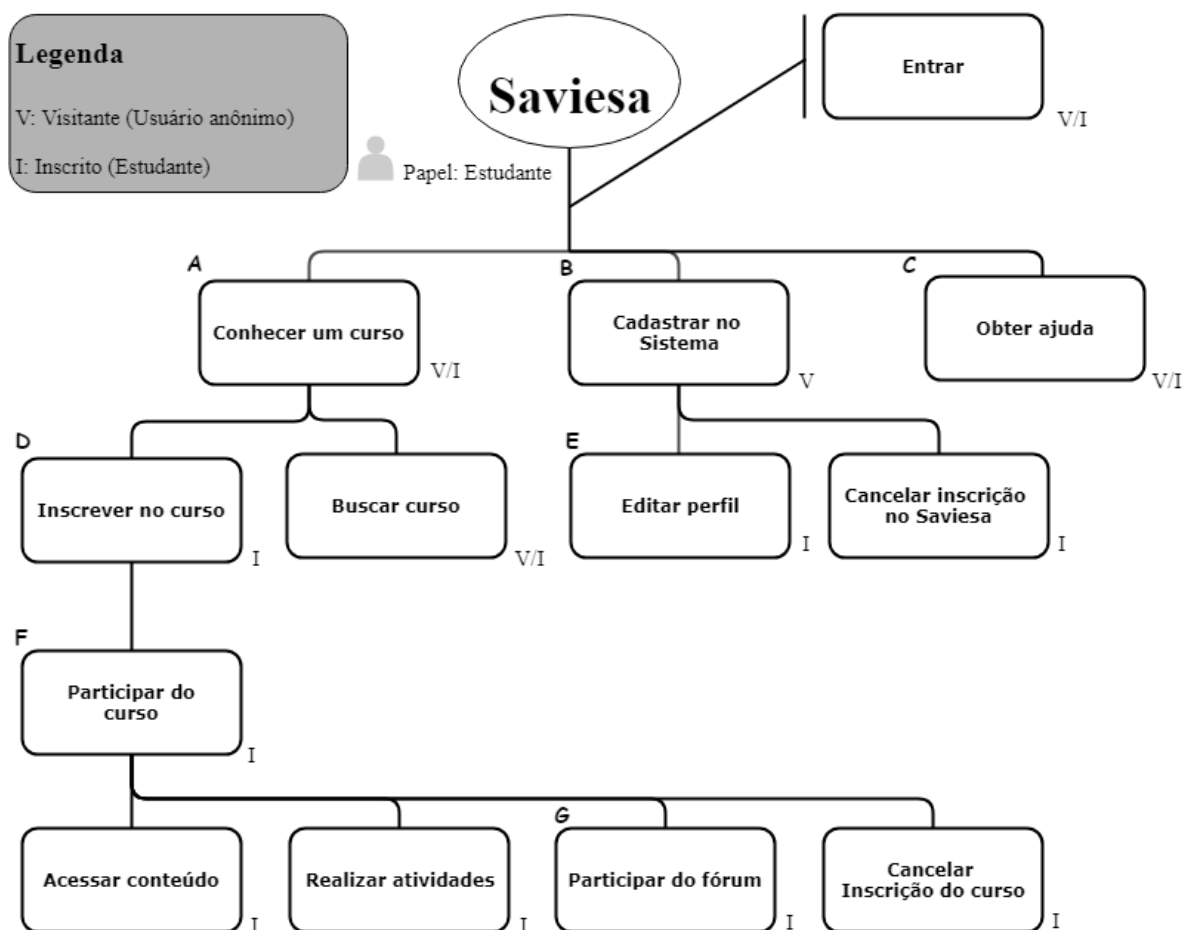 Legenda
V: Visitante (Usuário anônimo)
I: Inscrito (Estudante)
Saviesa
Papel: Estudante
Entrar
V/I
A
Conhecer um curso
V/I
B
Cadastrar no
Sistema
V
C
Obter ajuda
V/I
D
Inscrever no curso
I
Buscar curso
V/I
E
Editar perfil
I
Cancelar inscrição
no Saviesa
I
F
Participar do
curso
I
Acessar conteúdo
I
Realizar atividades
I
G
Participar do fórum
I
Cancelar
Inscrição do curso
I